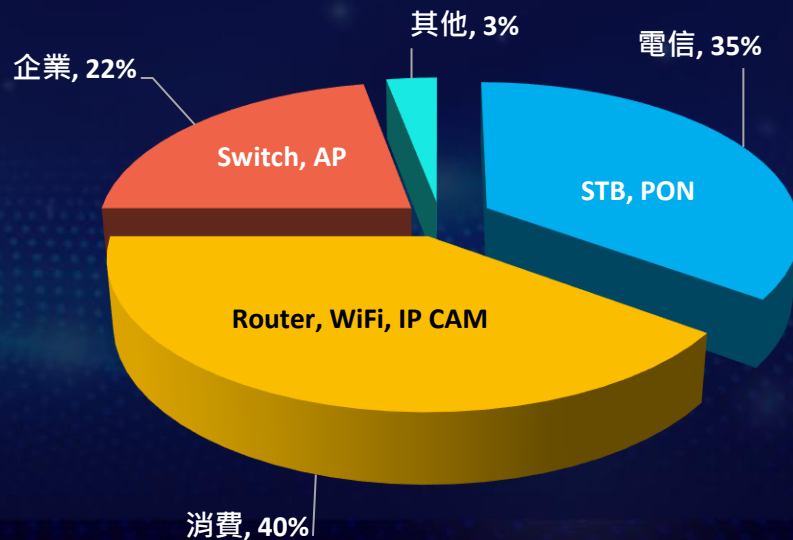 其他, 3%
電信, 35%
企業, 22%
Switch, AP
STB, PON
Router, WiFi, IP CAM
消費, 40%